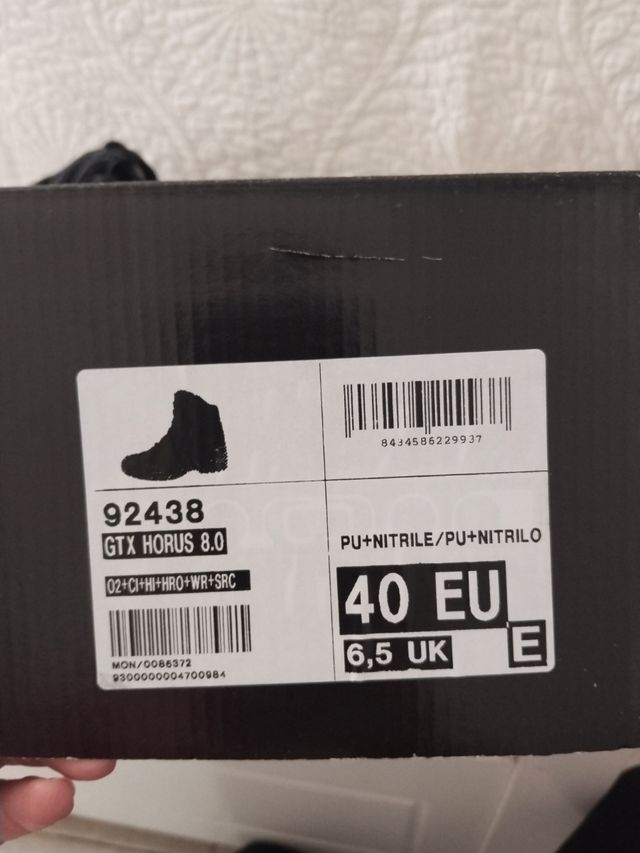 8434586229937
92438
GTX HORUS 8.0
O2+CI+HI+HRO+WR+SRC
MON/0086372
9300000004700984
PU+NITRILE/PU+NITRILO
40 EU
6,5 UK
E